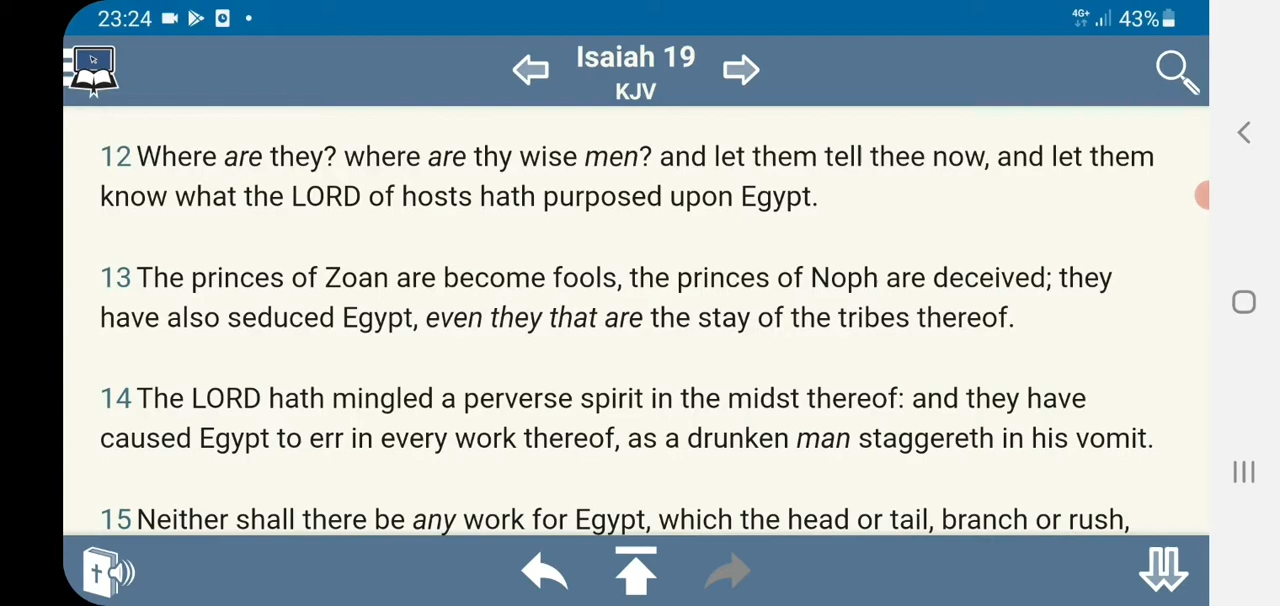 23:24
4G+ 43%
Isaiah 19
KJV
12 Where are they? where are thy wise men? and let them tell thee now, and let them
know what the LORD of hosts hath purposed upon Egypt.
13 The princes of Zoan are become fools, the princes of Noph are deceived; they
have also seduced Egypt, even they that are the stay of the tribes thereof.
14 The LORD hath mingled a perverse spirit in the midst thereof: and they have
caused Egypt to err in every work thereof, as a drunken man staggereth in his vomit.
15 Neither shall there be any work for Egypt, which the head or tail, branch or rush,